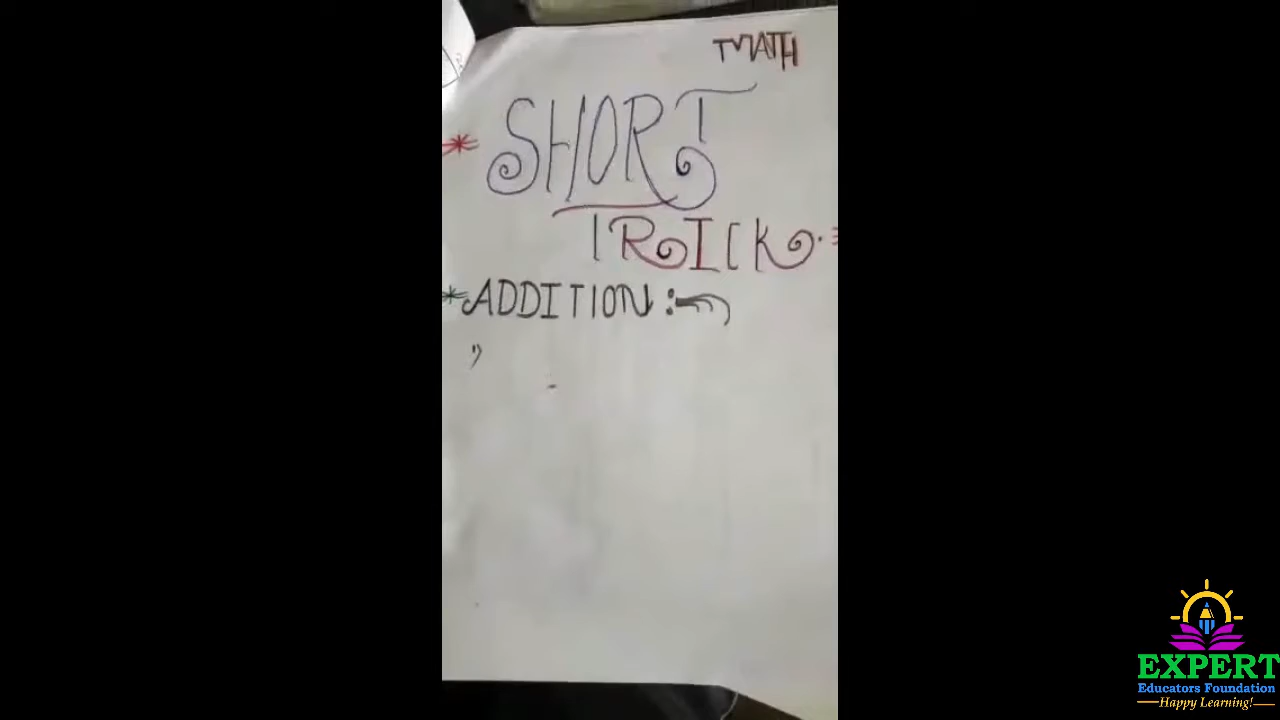 MATH
* SHORT
TRICK
* ADDITION :
EXPERT
Educators Foundation
Happy Learning!